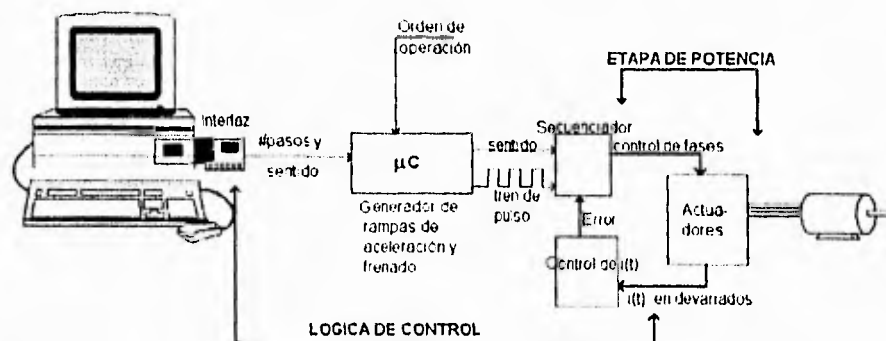 Orden de
operación
ETAPA DE POTENCIA
Interfaz
#pasos y
sentido
µC
sentido
Secuenciador
control de fases
tren de
pulso
Generador de
rampas de
aceleración y
frenado
Error
Actua-
dores
Control de i(t)
i(t) en devanados
LOGICA DE CONTROL